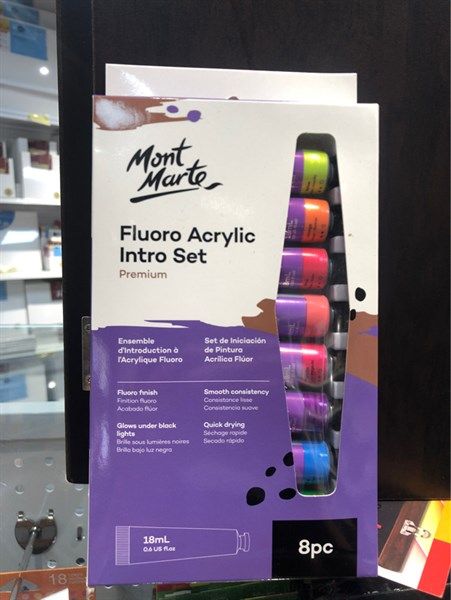 Mont
Marte
Fluoro Acrylic
Intro Set
Premium
Ensemble
d'Introduction à
l'Acrylique Fluoro
Set de Iniciación
de Pintura
Acrílica Flúor
Fluoro finish
Finition fluoro
Acabado flúor
Smooth consistency
Consistance lisse
Consistencia suave
Glows under black
lights
Brille sous lumières noires
Brilla bajo luz negra
Quick drying
Séchage rapide
Secado rápido
18mL
0.6 US fl.oz
8pc
18